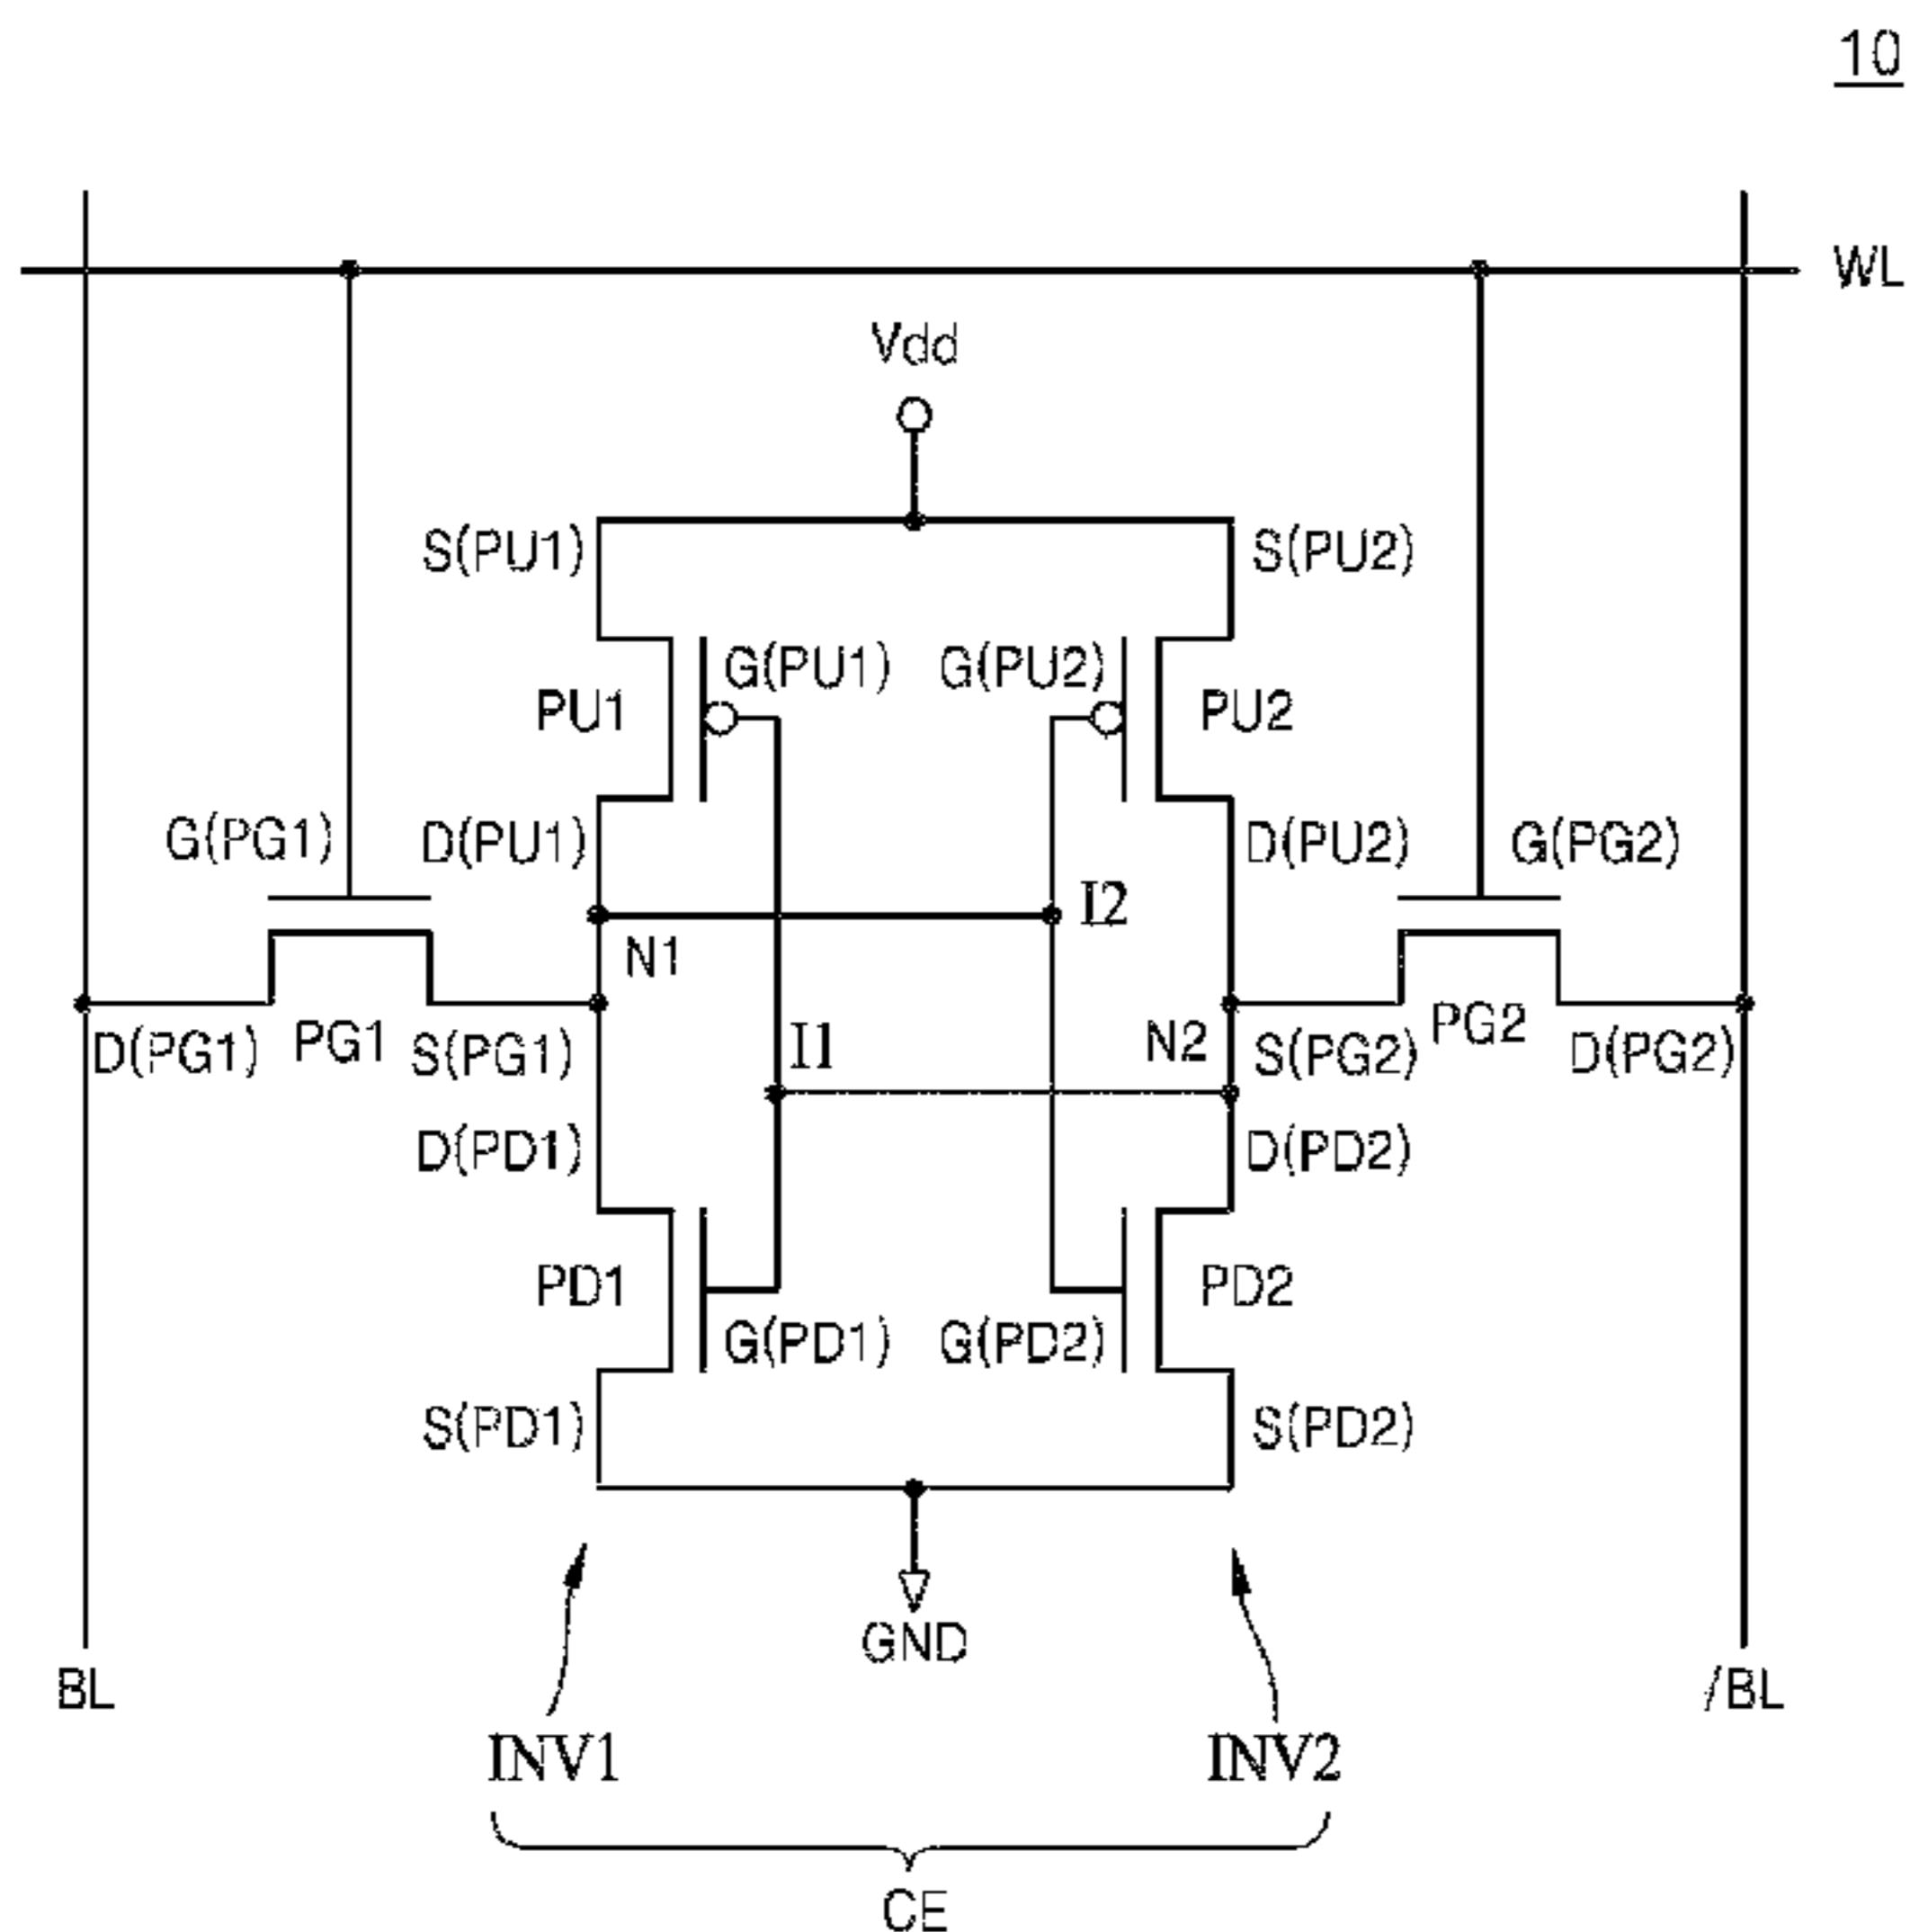 10
WL
Vdd
S(PU1) S(PU2)
G(PU1) G(PU2)
PU1 PU2
G(PG1) D(PU1) D(PU2) G(PG2)
I2
N1
D(PG1) PG1 S(PG1) I1 N2 S(PG2) PG2 D(PG2)
D(PD1) D(PD2)
PD1 PD2
G(PD1) G(PD2)
S(PD1) S(PD2)
GND
BL /BL
INV1 INV2
CE